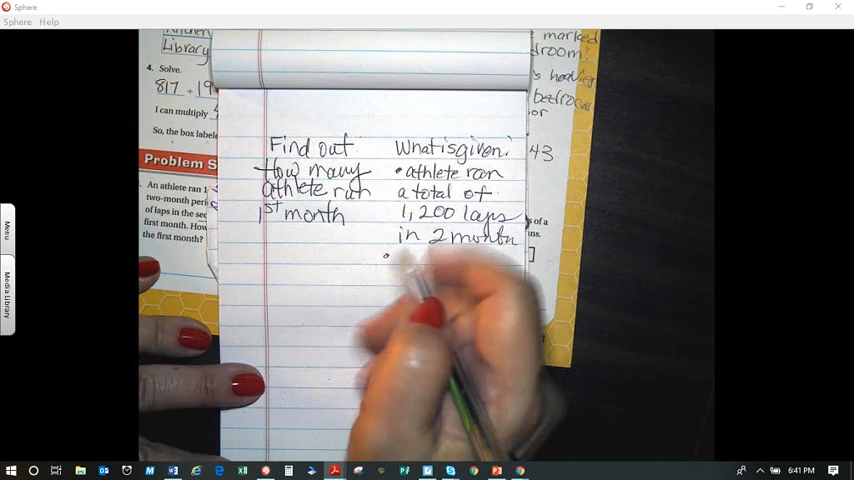 Sphere
Sphere Help
Kitchen
Library
4. Solve.
817 ÷ 19
I can multiply
So, the box labele
Problem S
An athlete ran 1
two-month peri
of laps in the sec
first month. How
the first month?
Find out
How many
athlete ran
1st month
What is given:
• athlete ran
a total of
1,200 laps
in 2 months
•
marked
droom?
's
bedroom
or
43
s of a
ns.
Menu
Media Library
6:41 PM